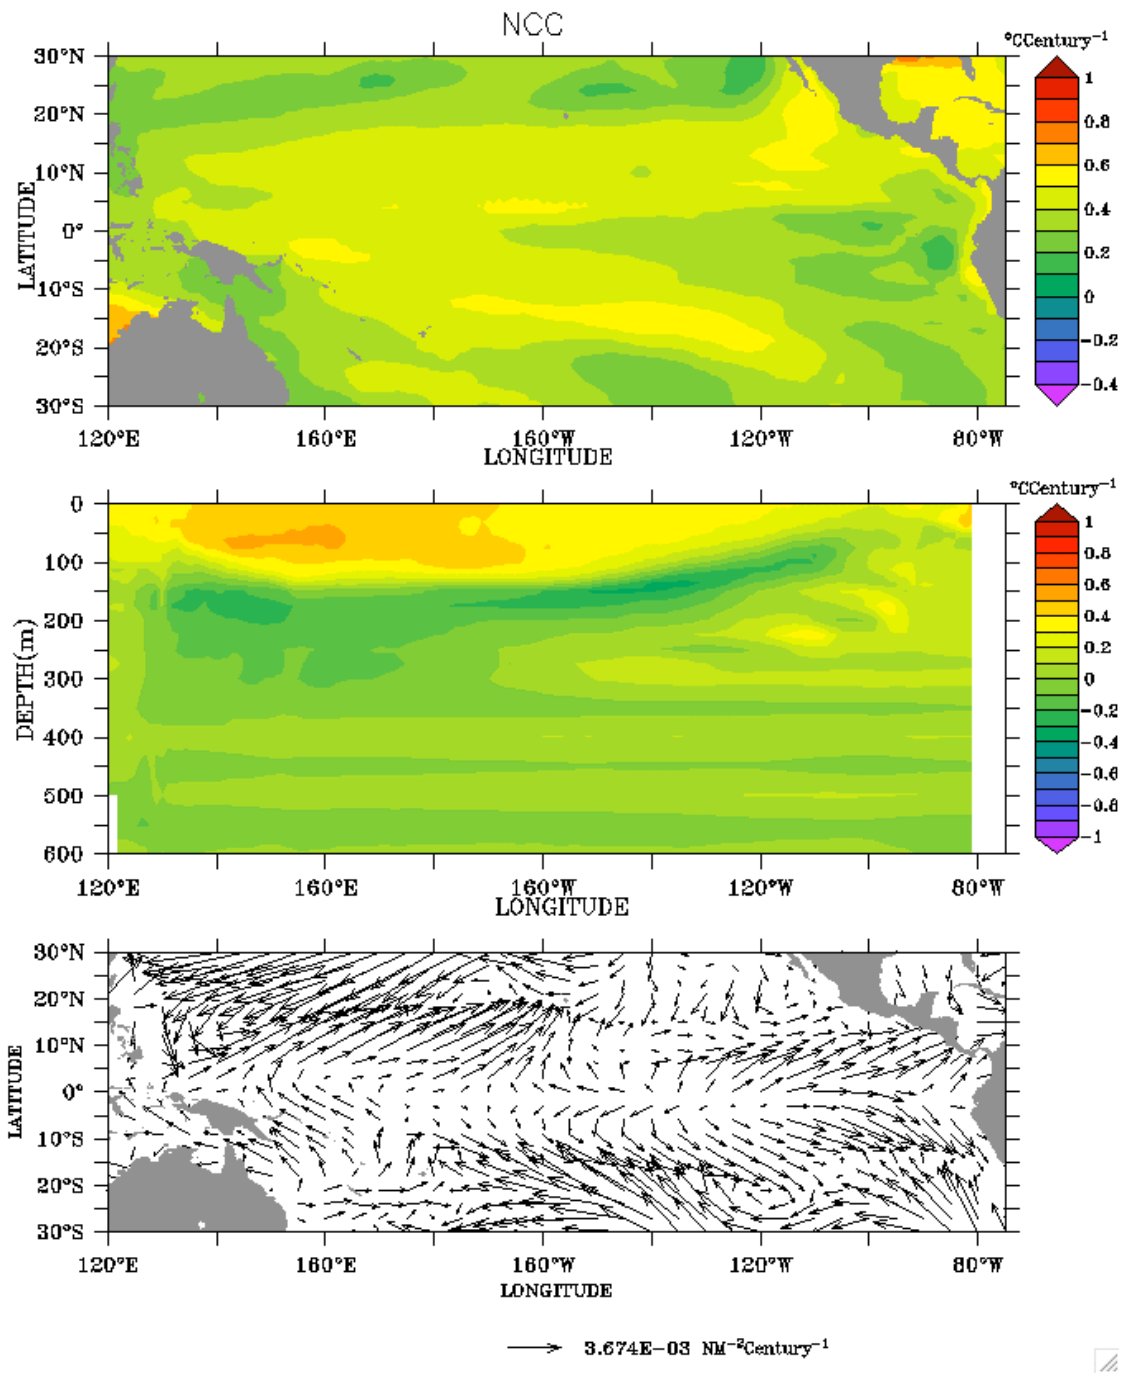 NCC
°CCentury⁻¹
30°N
20°N
10°N
0°
10°S
20°S
30°S
LATITUDE
120°E 160°E 160°W 120°W 80°W
LONGITUDE
1
0.8
0.6
0.4
0.2
0
-0.2
-0.4
°CCentury⁻¹
0
100
200
300
400
500
600
DEPTH(m)
120°E 160°E 160°W 120°W 80°W
LONGITUDE
1
0.8
0.6
0.4
0.2
0
-0.2
-0.4
-0.6
-0.8
-1
30°N
20°N
10°N
0°
10°S
20°S
30°S
LATITUDE
120°E 160°E 160°W 120°W 80°W
LONGITUDE
3.674E-03 NM⁻²Century⁻¹